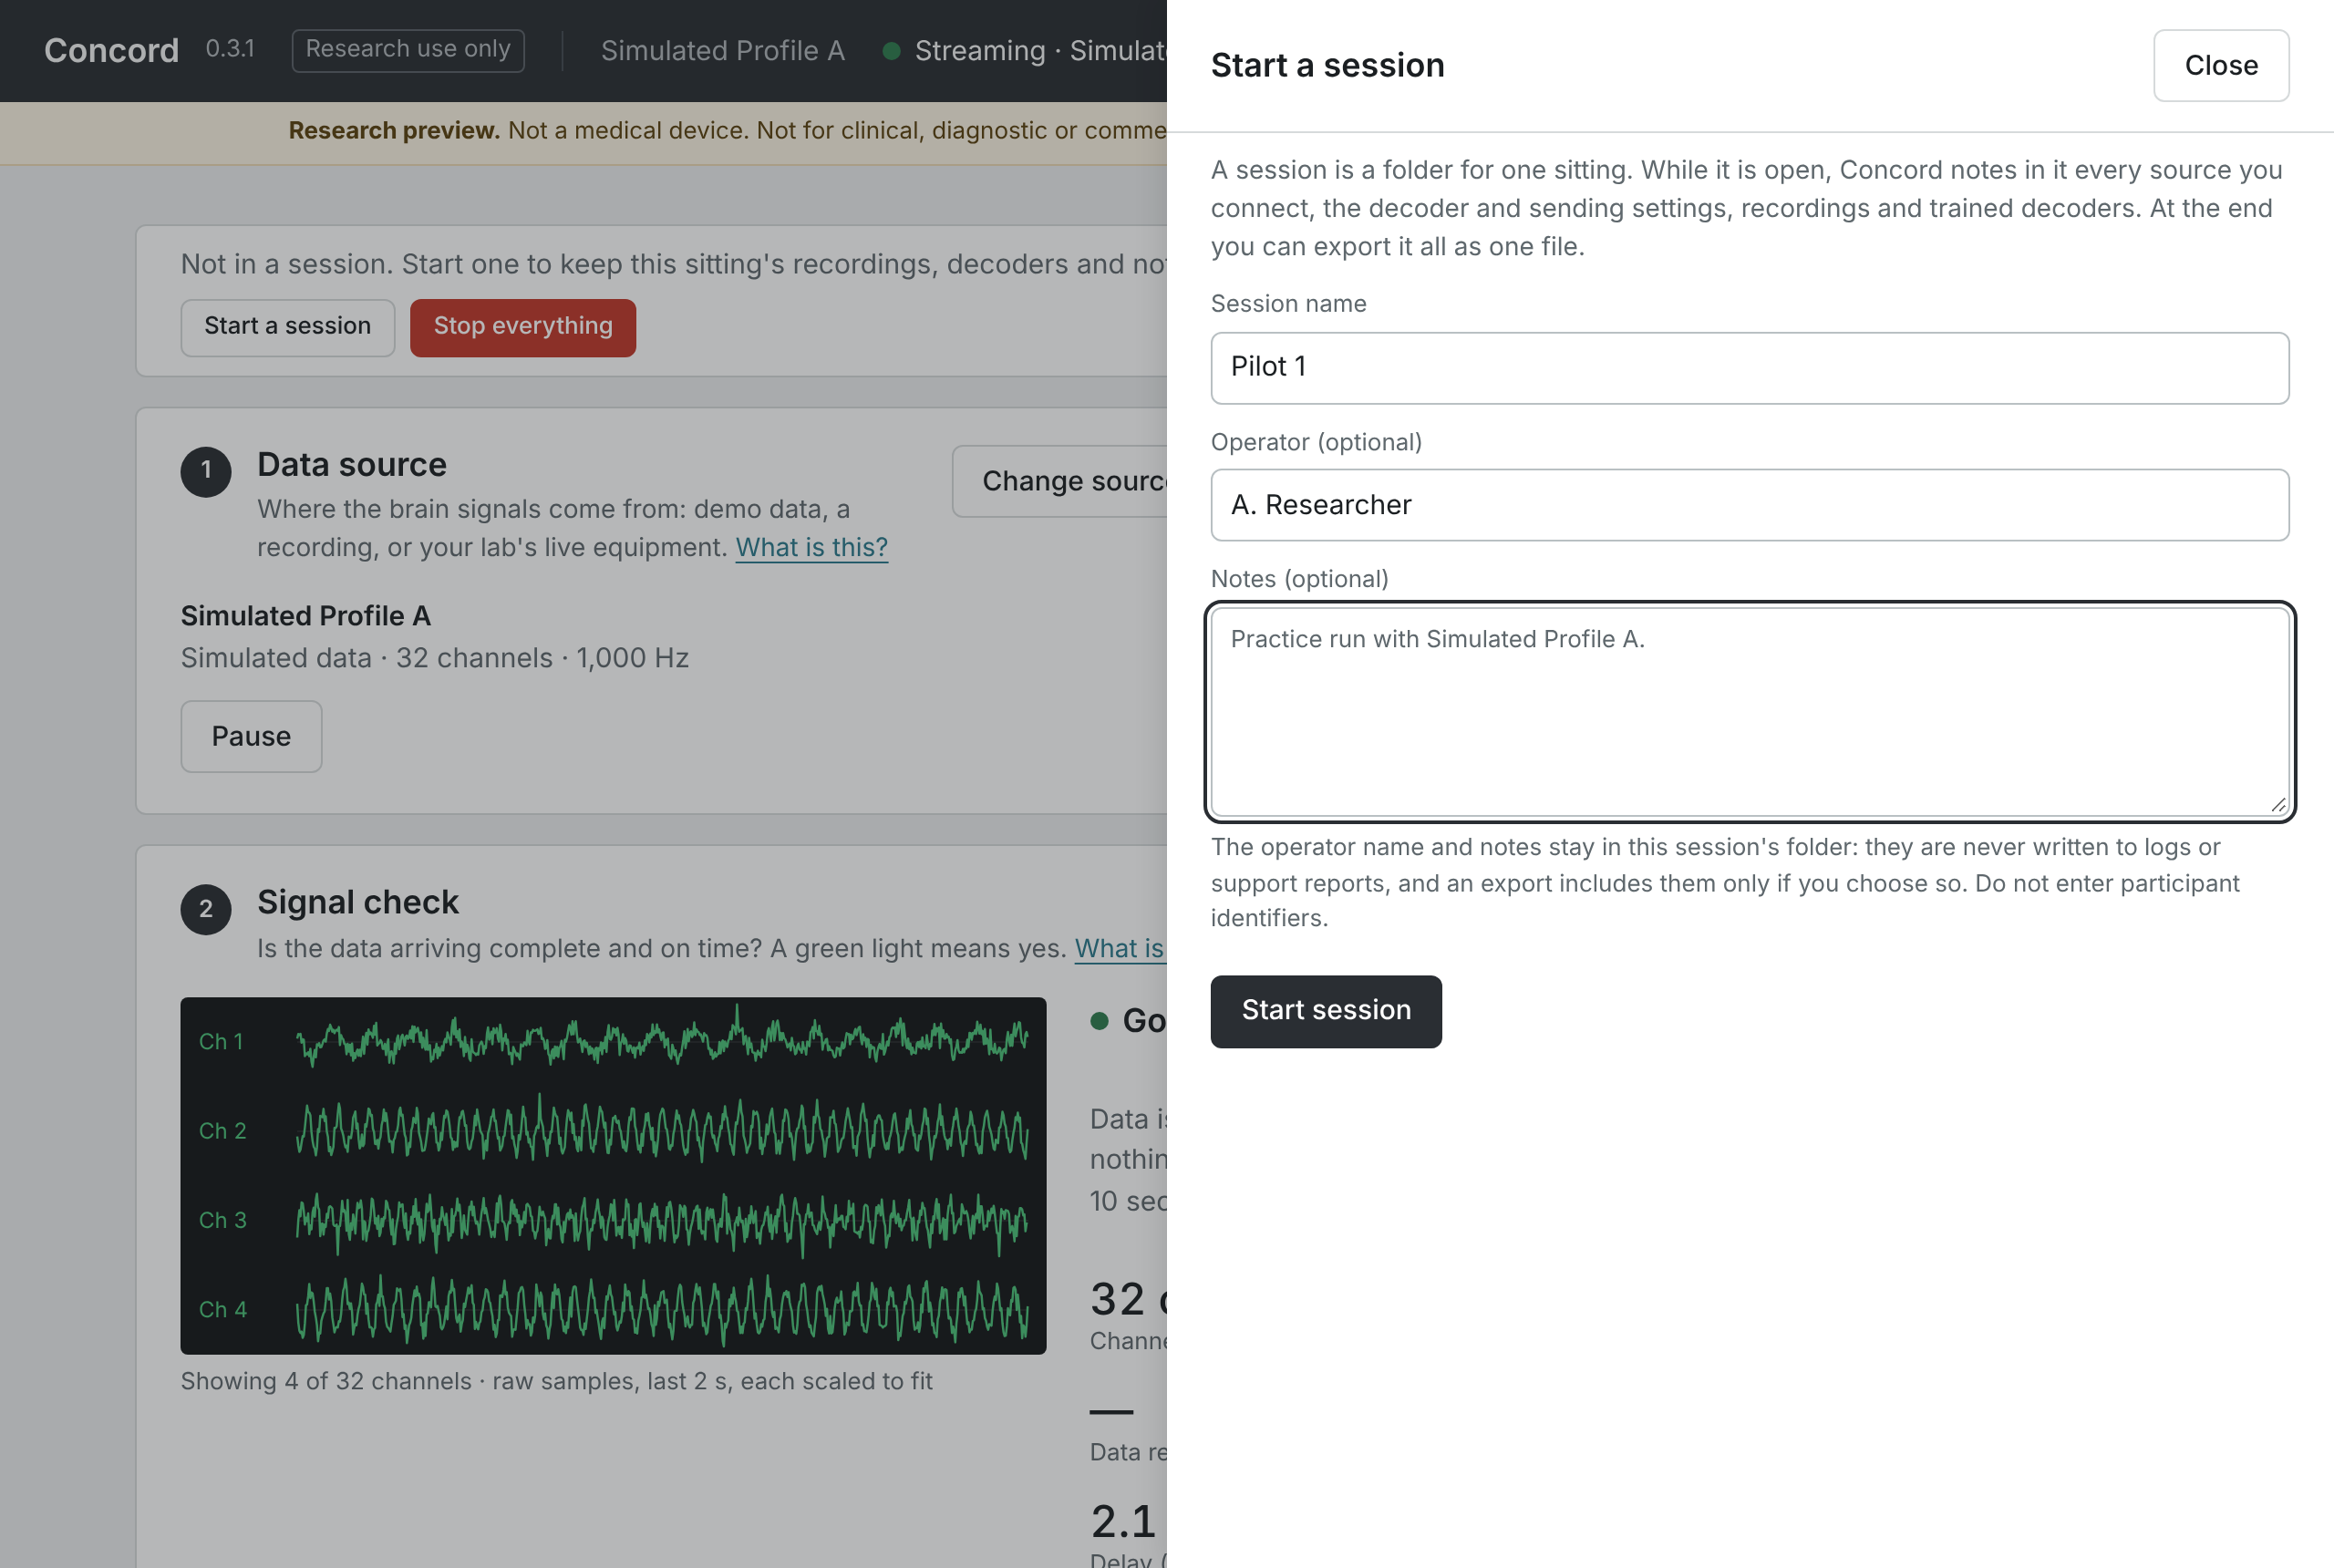 Concord 0.3.1 Research use only Simulated Profile A Streaming ·
Research preview. Not a medical device. Not for clinical, diagnostic or
Not in a session. Start one to keep this sitting's recordings, decoders and
Start a session Stop everything
1 Data source
Change
Where the brain signals come from: demo data, a
recording, or your lab's live equipment. What is this?
Simulated Profile A
Simulated data · 32 channels · 1,000 Hz
Pause
2 Signal check
Is the data arriving complete and on time? A green light means yes. What is
Ch 1
Ch 2
Ch 3
Ch 4
Showing 4 of 32 channels · raw samples, last 2 s, each scaled to fit
Data
10
32
Data
2.1
Delay
Start a session
Close
A session is a folder for one sitting. While it is open, Concord notes in it every source you
connect, the decoder and sending settings, recordings and trained decoders. At the end
you can export it all as one file.
Session name
Pilot 1
Operator (optional)
A. Researcher
Notes (optional)
Practice run with Simulated Profile A.
The operator name and notes stay in this session's folder: they are never written to logs or
support reports, and an export includes them only if you choose so. Do not enter participant
identifiers.
Start session